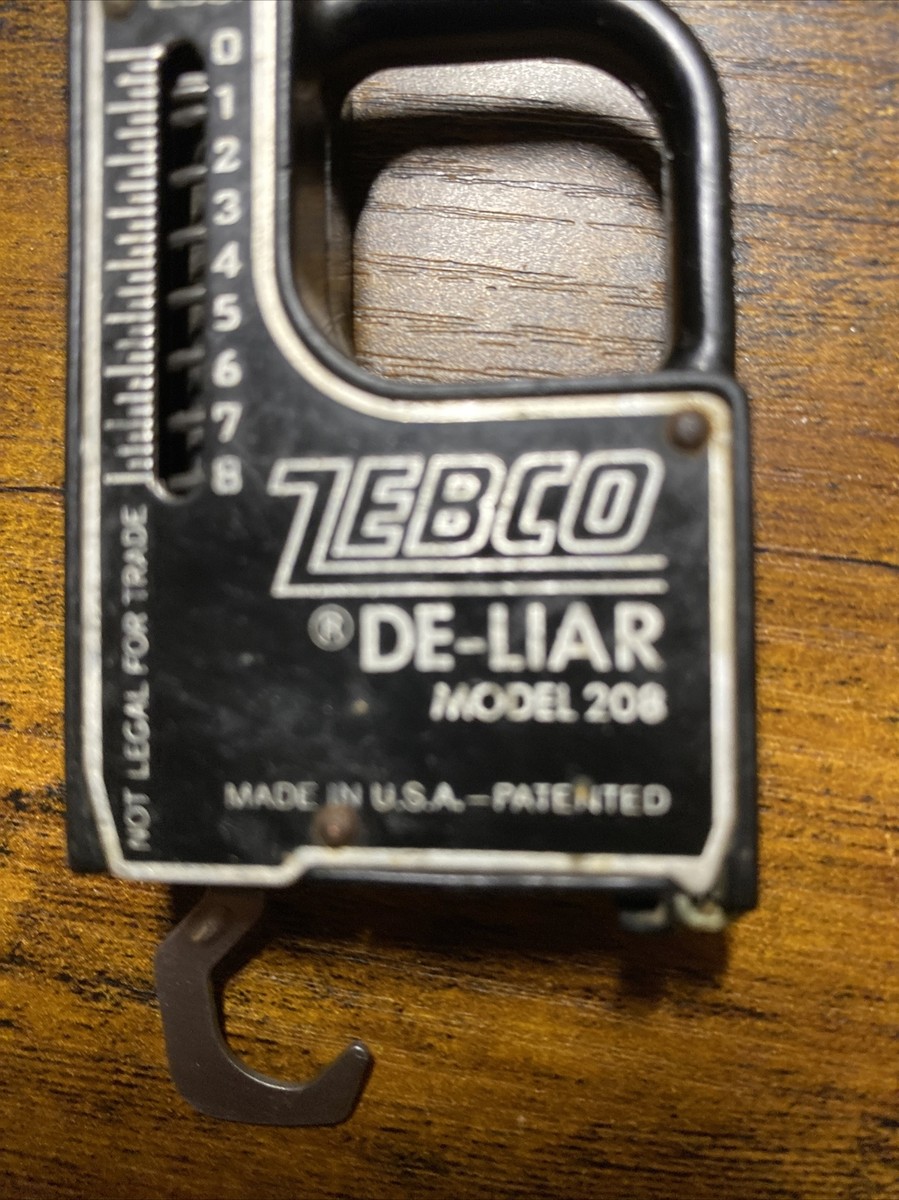 0
1
2
3
4
5
6
7
8
NOT LEGAL FOR TRADE
ZEBCO
® DE-LIAR
MODEL 208
MADE IN U.S.A.—PATENTED